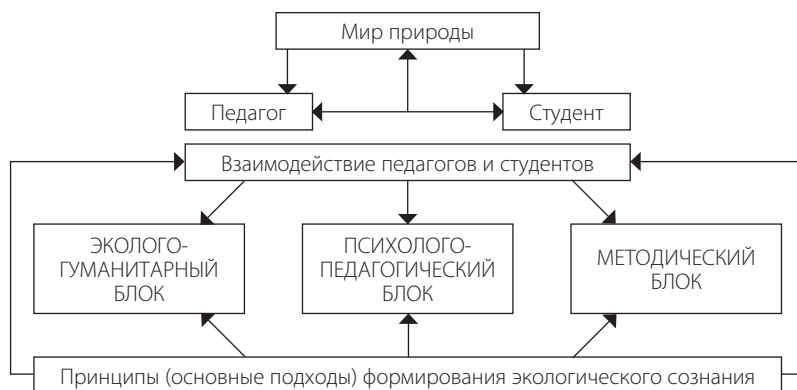 Мир природы
Педагог
Студент
Взаимодействие педагогов и студентов
ЭКОЛОГО-
ГУМАНИТАРНЫЙ
БЛОК
ПСИХОЛОГО-
ПЕДАГОГИЧЕСКИЙ
БЛОК
МЕТОДИЧЕСКИЙ
БЛОК
Принципы (основные подходы) формирования экологического сознания